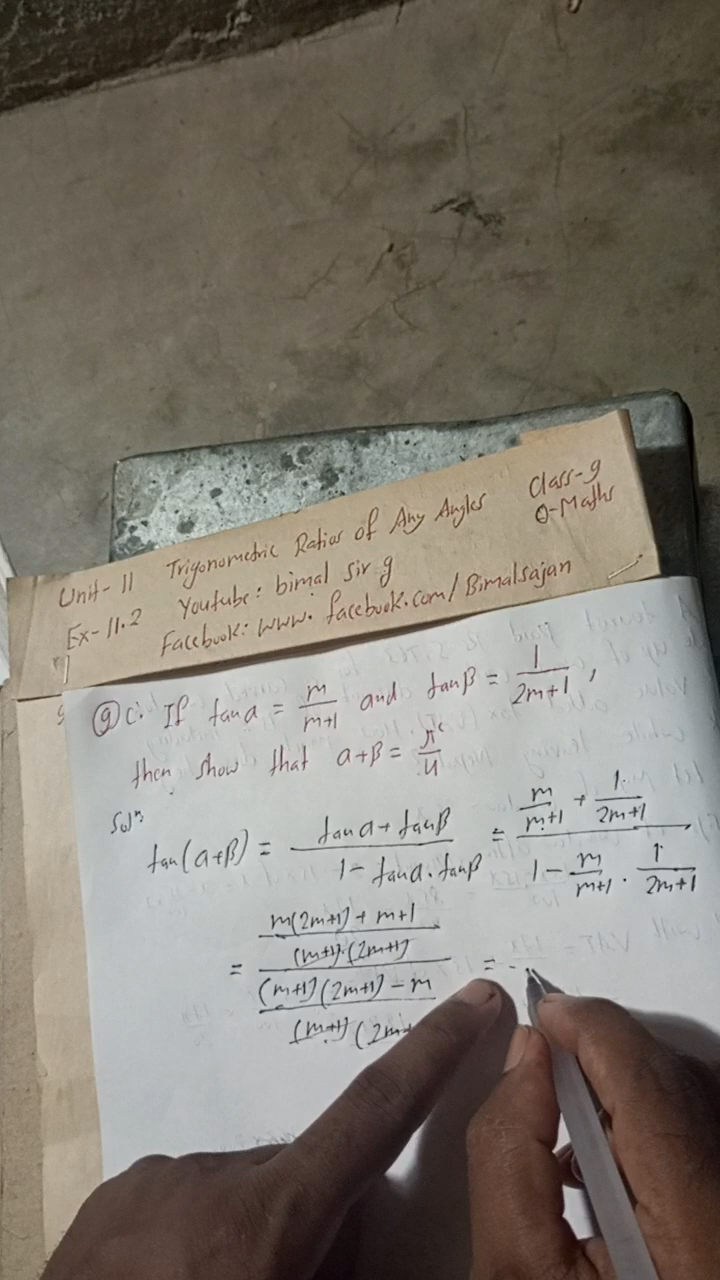 Unit-11 Trigonometric Ratios of Any Angles Class-9
Ex-11.2 Youtube: bimal sir g O-Maths
Facebook: www.facebook.com/Bimalsajan
9 c. If tanα = m/(m+1) and tanβ = 1/(2m+1),
then show that α+β = π^c/4
Solⁿ:
tan(α+β) = (tanα + tanβ)/(1 - tanα . tanβ) = (m/(m+1) + 1/(2m+1))/(1 - m/(m+1) . 1/(2m+1))
= ((m(2m+1) + m+1)/((m+1).(2m+1)))/(((m+1)(2m+1) - m)/((m+1)(2m+ =